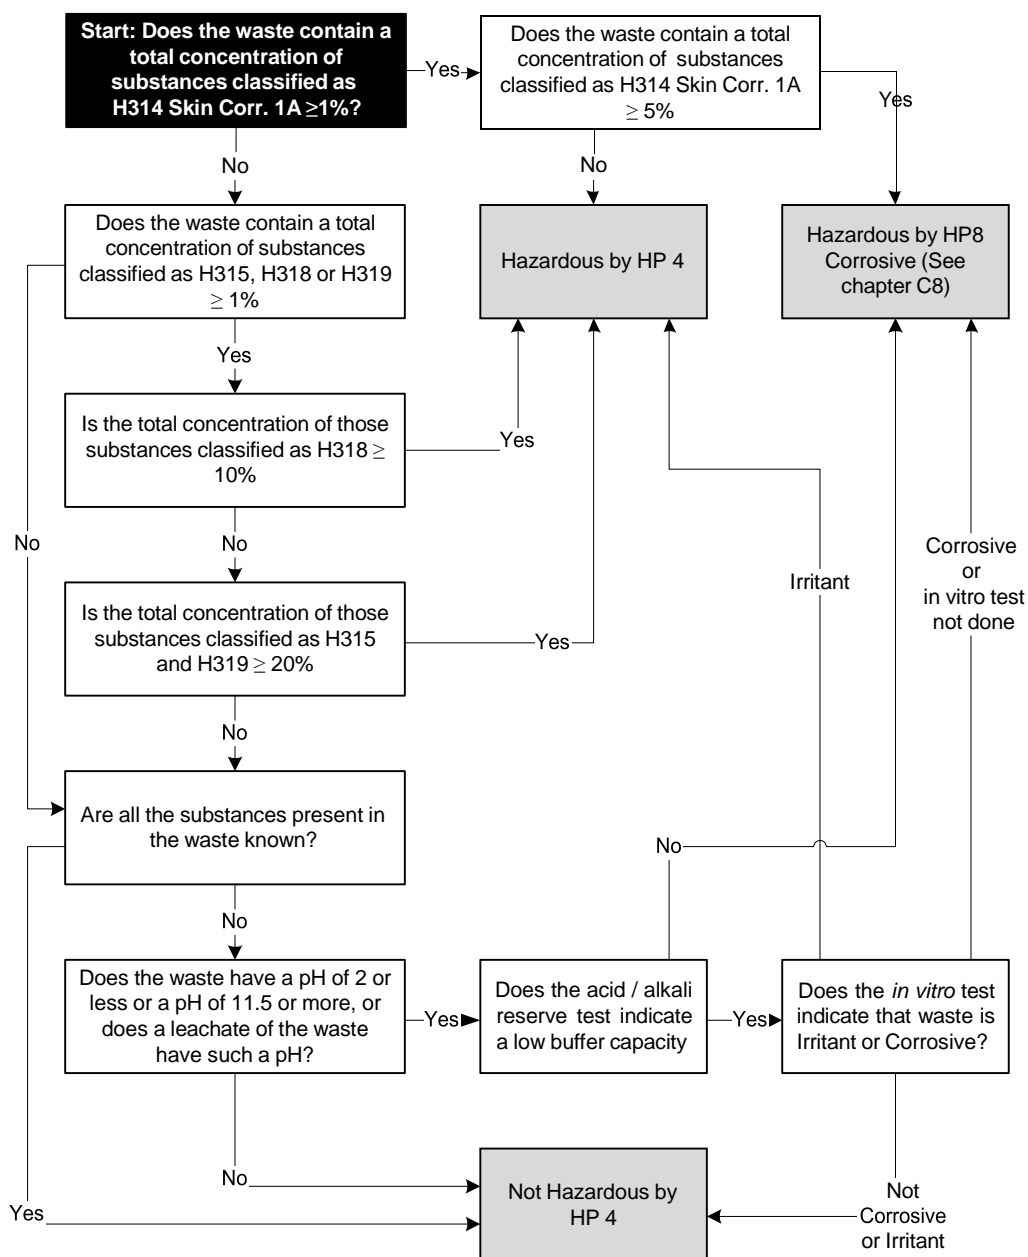 Start: Does the waste contain a
total concentration of
substances classified as
H314 Skin Corr. 1A ≥1%?
Yes
Does the waste contain a total
concentration of  substances
classified as H314 Skin Corr. 1A
≥ 5%
Yes
No
No
Does the waste contain a total
concentration of substances
classified as H315, H318 or H319
≥ 1%
Hazardous by HP 4
Hazardous by HP8
Corrosive (See
chapter C8)
Yes
Is the total concentration of those
substances classified as H318 ≥
10%
Yes
No
No
Corrosive
or
in vitro test
not done
Irritant
Is the total concentration of those
substances classified as H315
and H319 ≥ 20%
Yes
No
Are all the substances present in
the waste known?
No
No
Does the waste have a pH of 2 or
less or a pH of 11.5 or more, or
does a leachate of the waste
have such a pH?
Yes
Does the acid / alkali
reserve test indicate
a low buffer capacity
Yes
Does the in vitro test
indicate that waste is
Irritant or Corrosive?
No
Yes
Not Hazardous by
HP 4
Not
Corrosive
or Irritant